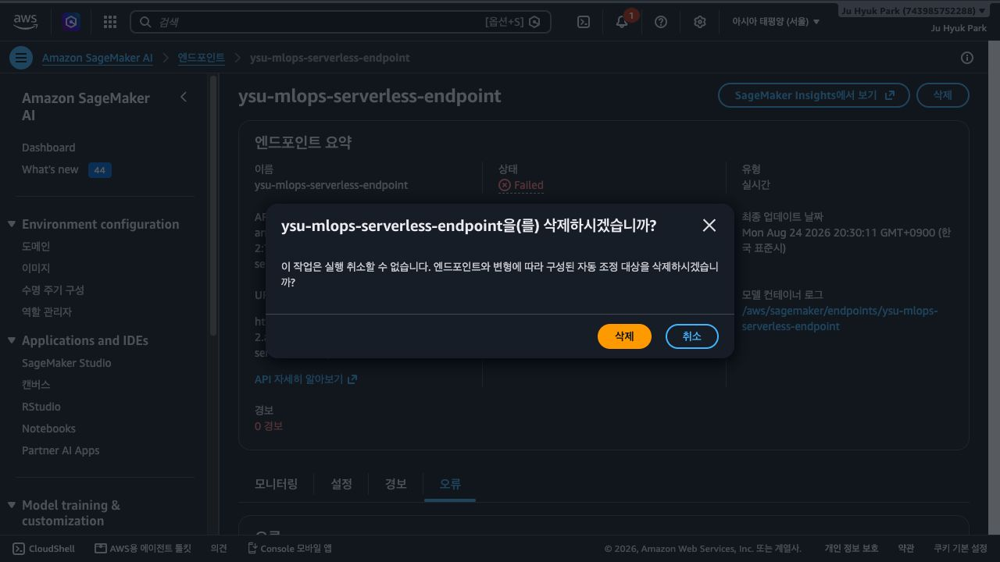 aws
검색
[옵션+S]
1
아시아 태평양 (서울)
Ju Hyuk Park (743985752288)
Ju Hyuk Park
Amazon SageMaker AI
엔드포인트
ysu-mlops-serverless-endpoint
Amazon SageMaker
AI
Dashboard
What's new 44
Environment configuration
도메인
이미지
수명 주기 구성
역할 관리자
Applications and IDEs
SageMaker Studio
캔버스
RStudio
Notebooks
Partner AI Apps
Model training &
customization
ysu-mlops-serverless-endpoint
SageMaker Insights에서 보기
삭제
엔드포인트 요약
이름
ysu-mlops-serverless-endpoint
상태
Failed
유형
실시간
최종 업데이트 날짜
Mon Aug 24 2026 20:30:11 GMT+0900 (한
국 표준시)
모델 컨테이너 로그
/aws/sagemaker/endpoints/ysu-mlops-
serverless-endpoint
ysu-mlops-serverless-endpoint을(를) 삭제하시겠습니까?
이 작업은 실행 취소할 수 없습니다. 엔드포인트와 변형에 따라 구성된 자동 조정 대상을 삭제하시겠습니
까?
삭제
취소
API 자세히 알아보기
경보
0 경보
모니터링
설정
경보
오류
CloudShell
AWS용 에이전트 툴킷
의견
Console 모바일 앱
© 2026, Amazon Web Services, Inc. 또는 계열사.
개인 정보 보호
약관
쿠키 기본 설정